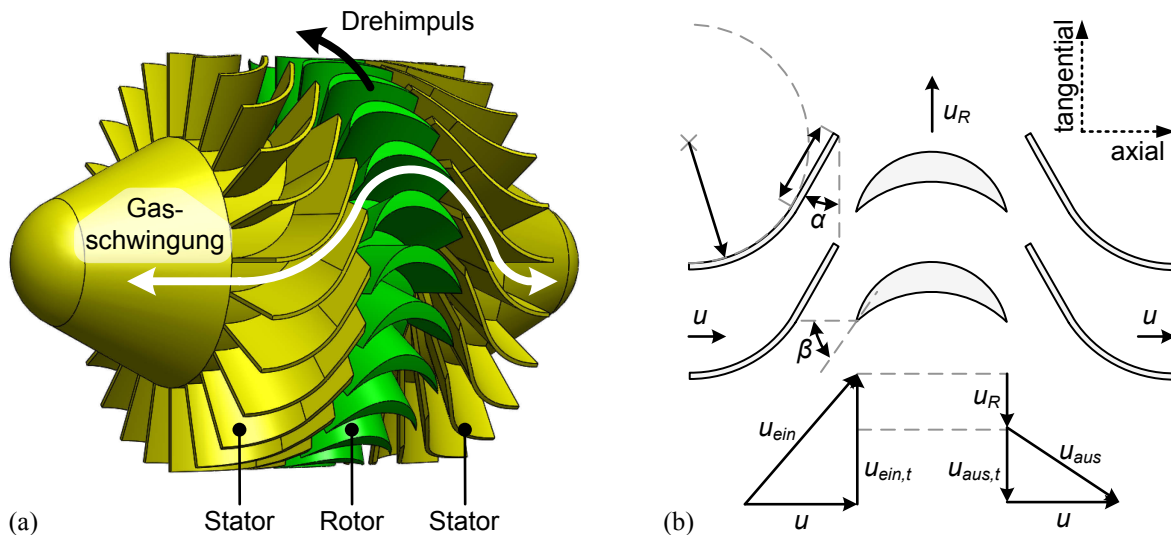 Drehimpuls
Gas-
schwingung
Stator
Rotor
Stator
(a)
tangential
axial
u_R
α
u
u
β
u_ein
u_ein,t
u
u_R
u_aus,t
u_aus
u
(b)